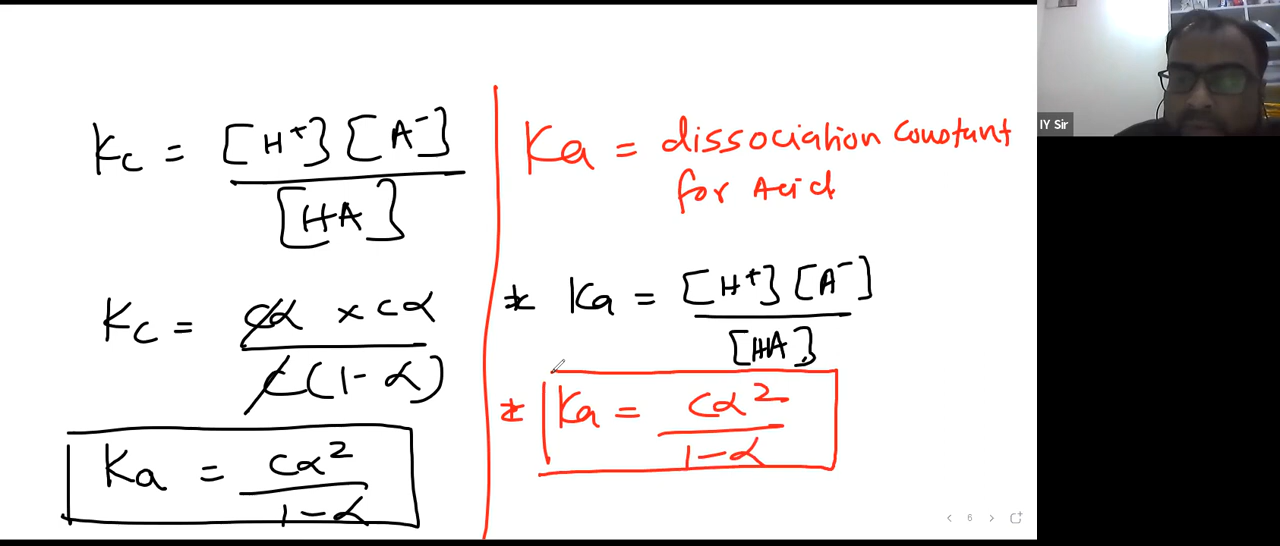 Kc = [H⁺][A⁻] / [HA]
Kc = cα × cα / c(1-α)
Ka = cα² / 1-α
Ka = dissociation constant
for Acid
* Ka = [H⁺][A⁻] / [HA]
* Ka = cα² / 1-α
IY Sir
< 6 >